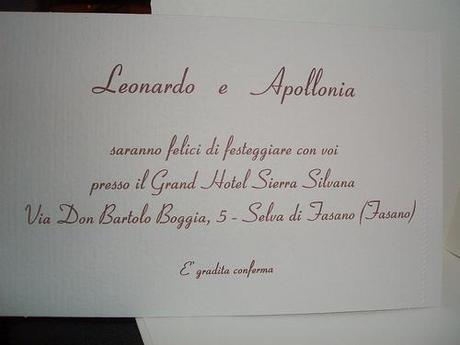 Leonardo e Apollonia
saranno felici di festeggiare con voi
presso il Grand Hotel Sierra Silvana
Via Don Bartolo Boggia, 5 - Selva di Fasano (Fasano)
E' gradita conferma